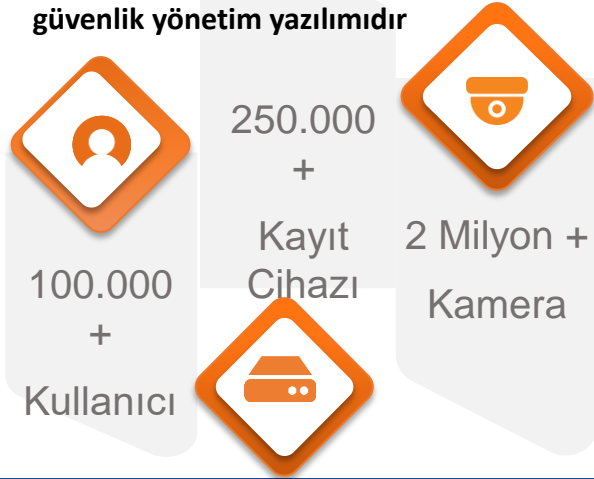 güvenlik yönetim yazılımıdır
100.000
+
Kullanıcı
250.000
+
Kayıt
Cihazı
2 Milyon +
Kamera